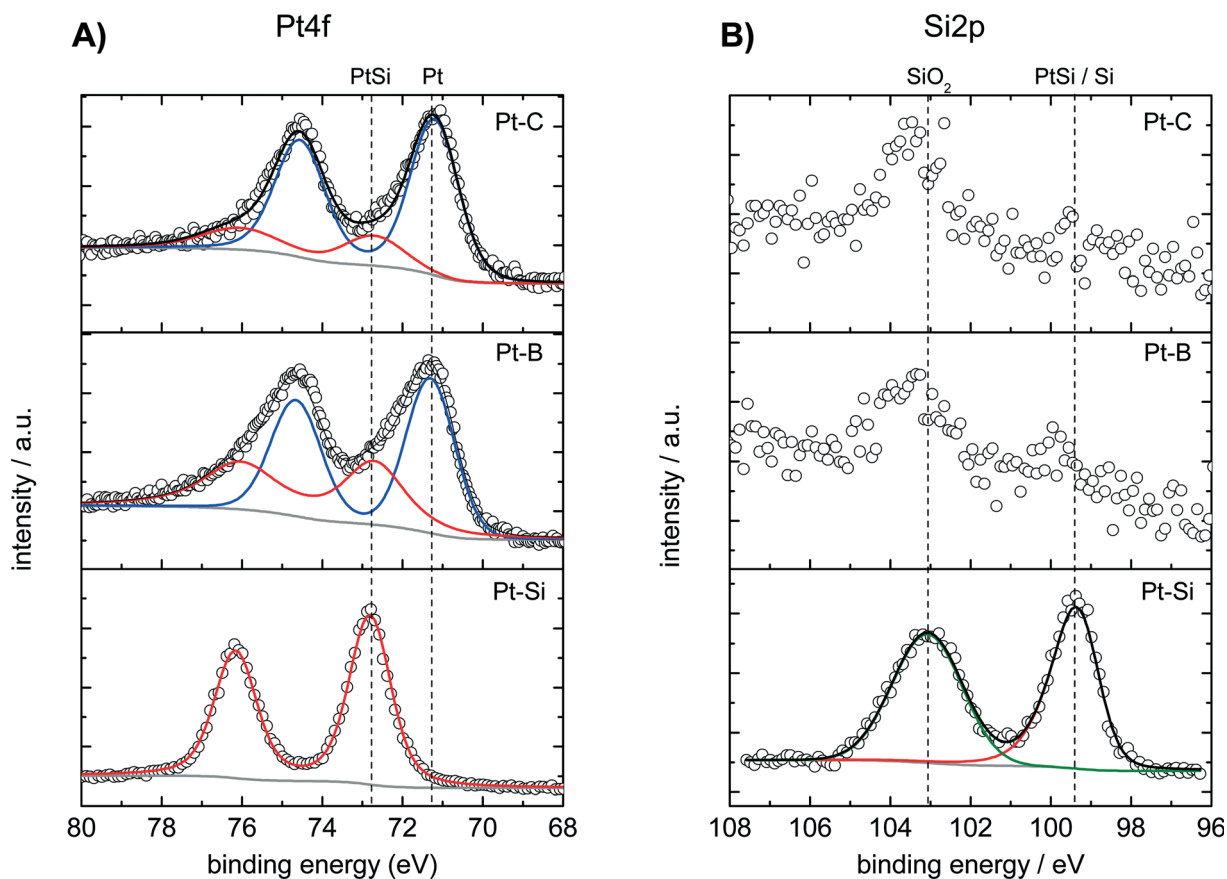 A) Pt4f
PtSi Pt
Pt-C
Pt-B
Pt-Si
intensity / a.u.
80 78 76 74 72 70 68
binding energy (eV)
B) Si2p
SiO₂ PtSi / Si
Pt-C
Pt-B
Pt-Si
intensity / a.u.
108 106 104 102 100 98 96
binding energy / eV